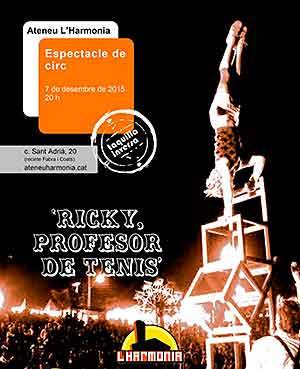 Ateneu L'Harmonia
Espectacle de
circ
7 de desembre de 2015
20 h
taquilla
inversa
c. Sant Adrià, 20
(recinte Fabra i Coats)
ateneuharmonia.cat
'RICKY,
PROFESOR
DE TENIS'
L'HARMONIA